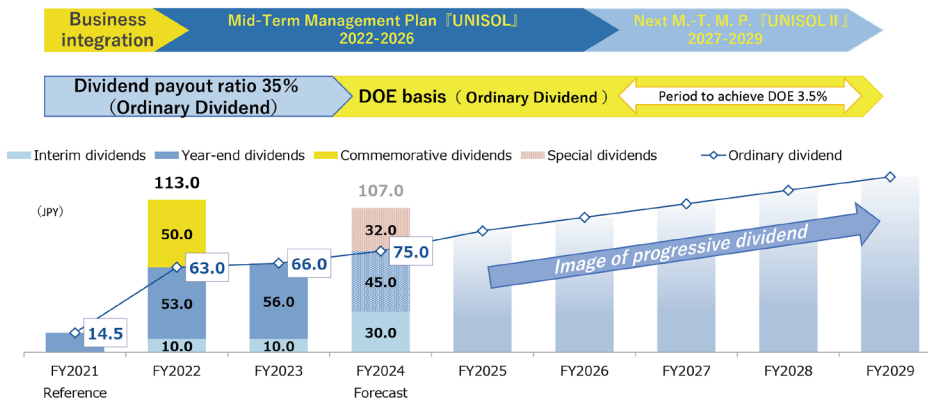 Business
integration
Mid-Term Management Plan『UNISOL』
2022-2026
Next M.-T. M. P.『UNISOLⅡ』
2027-2029
Dividend payout ratio 35%
（Ordinary Dividend）
DOE basis（ Ordinary Dividend ）
Period to achieve DOE 3.5%
Interim dividends Year-end dividends Commemorative dividends Special dividends Ordinary dividend
（JPY）
113.0
107.0
50.0
32.0
63.0
66.0
75.0
53.0
56.0
45.0
14.5
10.0
10.0
30.0
Image of progressive dividend
FY2021 FY2022 FY2023 FY2024 FY2025 FY2026 FY2027 FY2028 FY2029
Reference Forecast